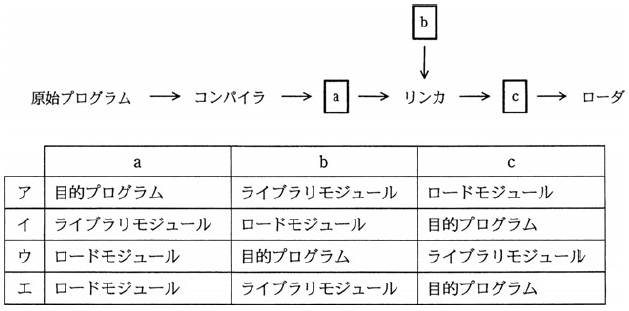 b
原始プログラム → コンパイラ → a → リンカ → c → ローダ
a b c
ア 目的プログラム ライブラリモジュール ロードモジュール
イ ライブラリモジュール ロードモジュール 目的プログラム
ウ ロードモジュール 目的プログラム ライブラリモジュール
エ ロードモジュール ライブラリモジュール 目的プログラム